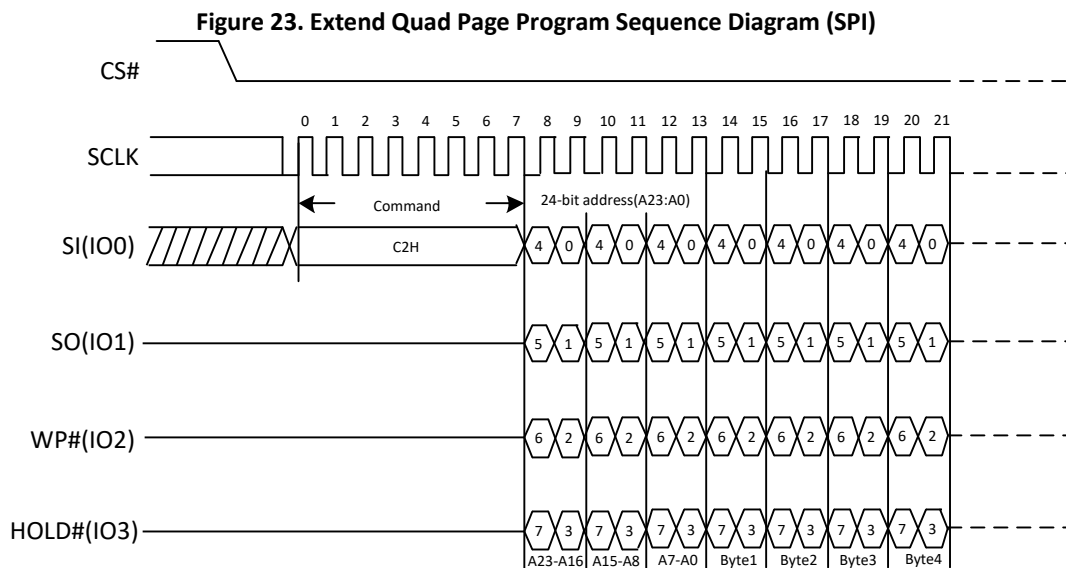 Figure 23. Extend Quad Page Program Sequence Diagram (SPI)
CS#
0 1 2 3 4 5 6 7 8 9 10 11 12 13 14 15 16 17 18 19 20 21
SCLK
Command 24-bit address(A23:A0)
SI(IO0) C2H 4 0 4 0 4 0 4 0 4 0 4 0 4 0
SO(IO1) 5 1 5 1 5 1 5 1 5 1 5 1 5 1
WP#(IO2) 6 2 6 2 6 2 6 2 6 2 6 2 6 2
HOLD#(IO3) 7 3 7 3 7 3 7 3 7 3 7 3 7 3
A23-A16 A15-A8 A7-A0 Byte1 Byte2 Byte3 Byte4